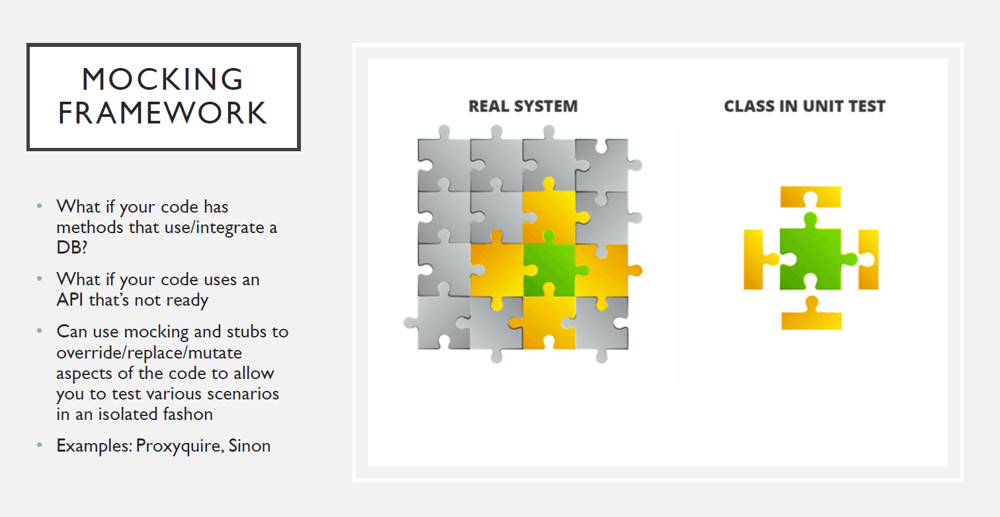 MOCKING
FRAMEWORK
• What if your code has
methods that use/integrate a
DB?
• What if your code uses an
API that’s not ready
• Can use mocking and stubs to
override/replace/mutate
aspects of the code to allow
you to test various scenarios
in an isolated fashon
• Examples: Proxyquire, Sinon
REAL SYSTEM
CLASS IN UNIT TEST